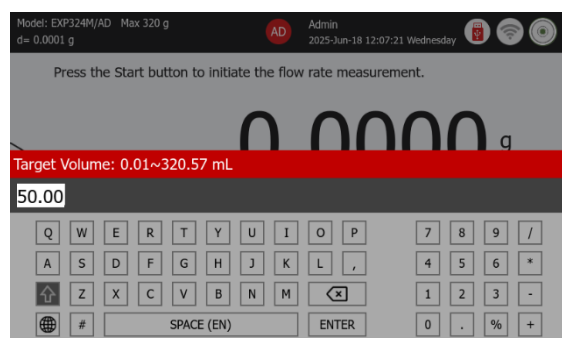 Model: EXP324M/AD Max 320 g
d= 0.0001 g
AD
Admin
2025-Jun-18 12:07:21 Wednesday
Press the Start button to initiate the flow rate measurement.
0.0000 g
Target Volume: 0.01~320.57 mL
50.00
Q W E R T Y U I O P 7 8 9 /
A S D F G H J K L , 4 5 6 *
Z X C V B N M 1 2 3 -
# SPACE (EN) ENTER 0 . % +